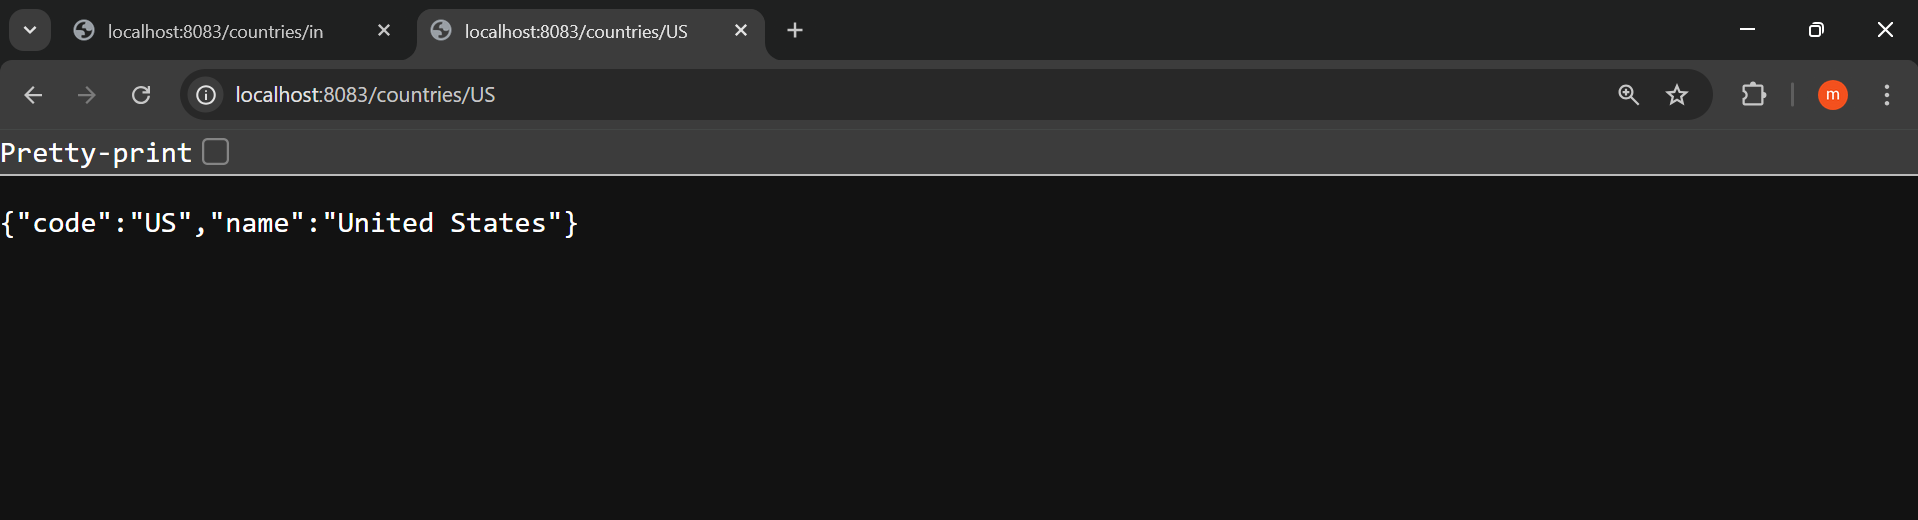 localhost:8083/countries/in
localhost:8083/countries/US
localhost:8083/countries/US
m
Pretty-print
{"code":"US","name":"United States"}